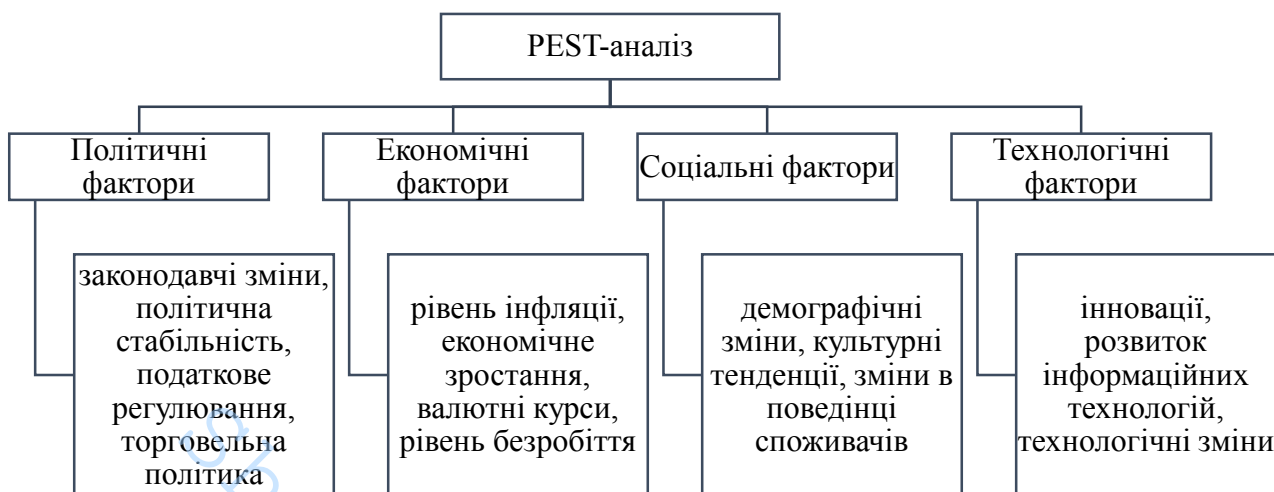 PEST-аналіз
Політичні
фактори
Економічні
фактори
Соціальні фактори
Технологічні
фактори
законодавчі зміни,
політична
стабільність,
податкове
регулювання,
торговельна
політика
рівень інфляції,
економічне
зростання,
валютні курси,
рівень безробіття
демографічні
зміни, культурні
тенденції, зміни в
поведінці
споживачів
інновації,
розвиток
інформаційних
технологій,
технологічні зміни